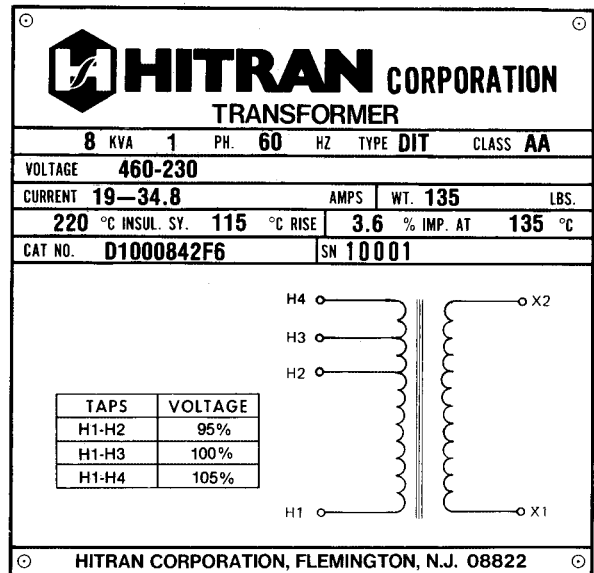 HITRAN CORPORATION
TRANSFORMER
8 KVA 1 PH. 60 HZ TYPE DIT CLASS AA
VOLTAGE 460-230
CURRENT 19—34.8 AMPS WT. 135 LBS.
220 °C INSUL. SY. 115 °C RISE 3.6 % IMP. AT 135 °C
CAT NO. D1000842F6 SN 10001
H4 X2
H3
H2
TAPS VOLTAGE
H1-H2 95%
H1-H3 100%
H1-H4 105%
H1 X1
HITRAN CORPORATION, FLEMINGTON, N.J. 08822